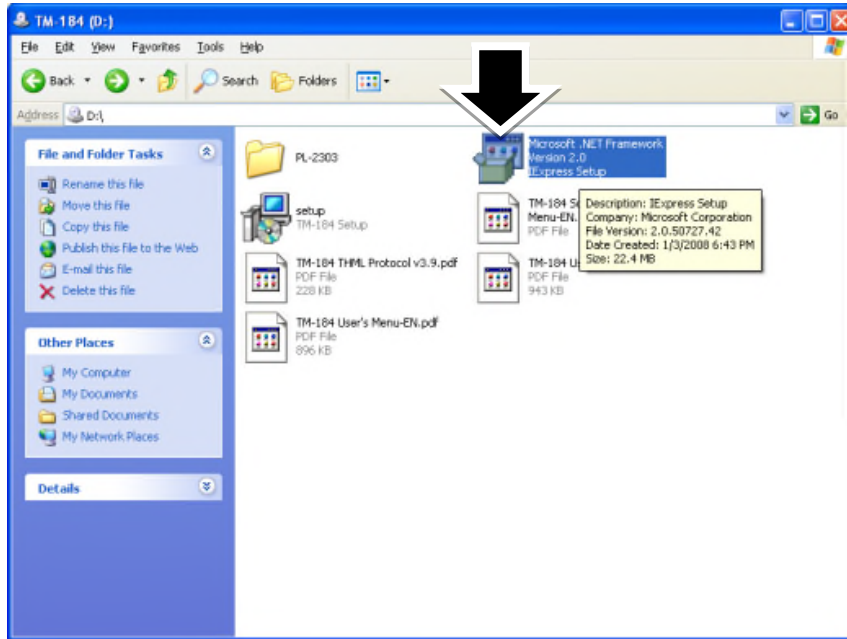 TM-184 (D:)
File Edit View Favorites Tools Help
Back Search Folders
Address D:\ Go
File and Folder Tasks
Rename this file
Move this file
Copy this file
Publish this file to the Web
E-mail this file
Delete this file
Other Places
My Computer
My Documents
Shared Documents
My Network Places
Details
PL-2303
Microsoft .NET Framework
Version 2.0
IExpress Setup
setup
TM-184 Setup
TM-184 S
Menu-EN.
PDF File
Description: IExpress Setup
Company: Microsoft Corporation
File Version: 2.0.50727.42
Date Created: 1/3/2008 6:43 PM
Size: 22.4 MB
TM-184 THML Protocol v3.9.pdf
PDF File
228 KB
TM-184 U
PDF File
943 KB
TM-184 User's Menu-EN.pdf
PDF File
896 KB